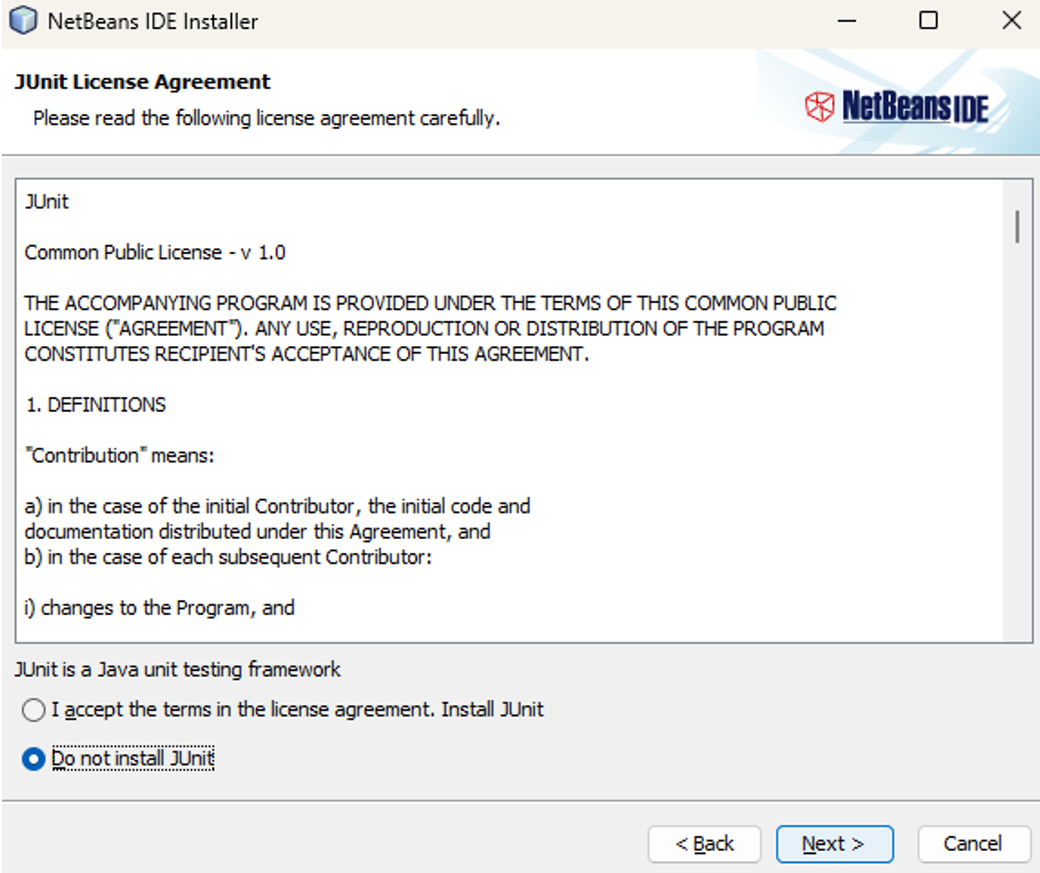 NetBeans IDE Installer
JUnit License Agreement
Please read the following license agreement carefully.
NetBeans IDE
JUnit
Common Public License - v 1.0
THE ACCOMPANYING PROGRAM IS PROVIDED UNDER THE TERMS OF THIS COMMON PUBLIC
LICENSE ("AGREEMENT"). ANY USE, REPRODUCTION OR DISTRIBUTION OF THE PROGRAM
CONSTITUTES RECIPIENT'S ACCEPTANCE OF THIS AGREEMENT.
1. DEFINITIONS
"Contribution" means:
a) in the case of the initial Contributor, the initial code and
documentation distributed under this Agreement, and
b) in the case of each subsequent Contributor:
i) changes to the Program, and
JUnit is a Java unit testing framework
I accept the terms in the license agreement. Install JUnit
Do not install JUnit
< Back
Next >
Cancel